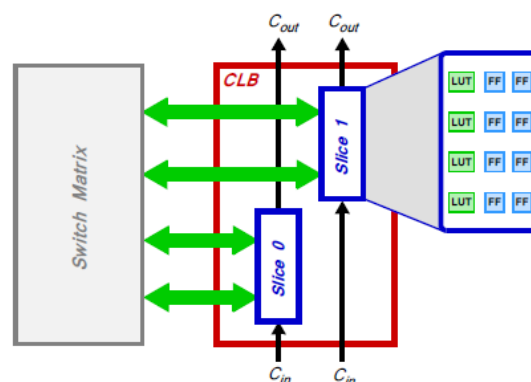 Cout
Cout
CLB
Switch Matrix
Slice 1
Slice 0
LUT FF FF
LUT FF FF
LUT FF FF
LUT FF FF
Cin
Cin